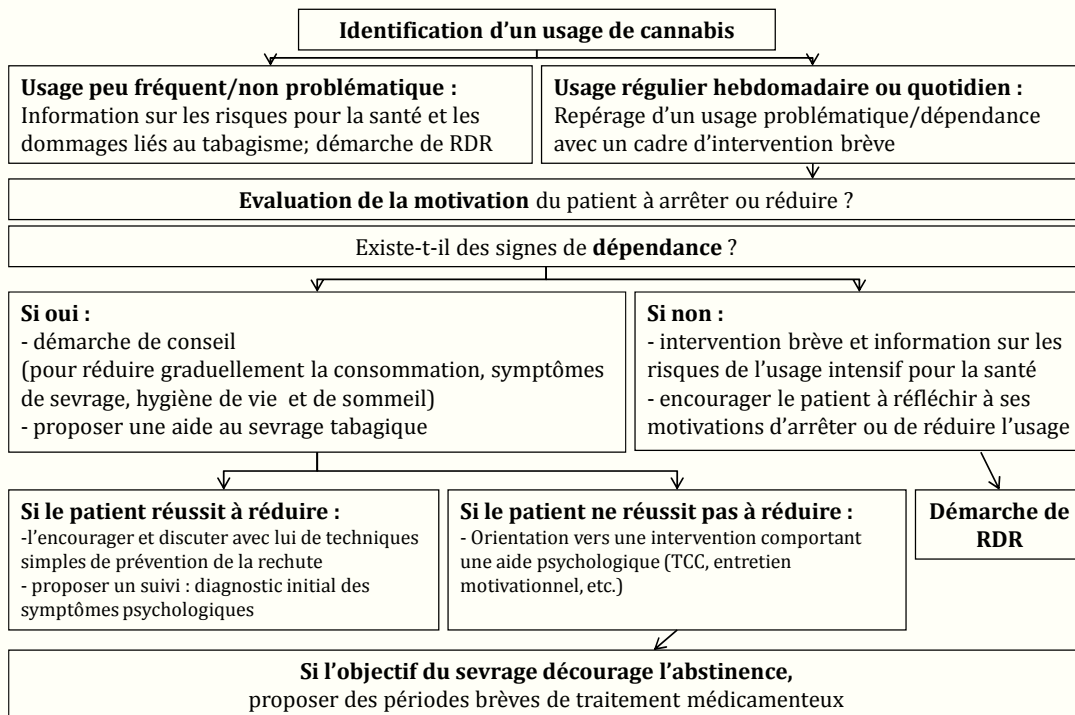 Identification d’un usage de cannabis
Usage peu fréquent/non problématique :
Information sur les risques pour la santé et les
dommages liés au tabagisme; démarche de RDR
Usage régulier hebdomadaire ou quotidien :
Repérage d’un usage problématique/dépendance
avec un cadre d’intervention brève
Evaluation de la motivation du patient à arrêter ou réduire ?
Existe-t-il des signes de dépendance ?
Si oui :
- démarche de conseil
(pour réduire graduellement la consommation, symptômes
de sevrage, hygiène de vie et de sommeil)
- proposer une aide au sevrage tabagique
Si non :
- intervention brève et information sur les
risques de l’usage intensif pour la santé
- encourager le patient à réfléchir à ses
motivations d’arrêter ou de réduire l’usage
Si le patient réussit à réduire :
-l’encourager et discuter avec lui de techniques
simples de prévention de la rechute
- proposer un suivi : diagnostic initial des
symptômes psychologiques
Si le patient ne réussit pas à réduire :
- Orientation vers une intervention comportant
une aide psychologique (TCC, entretien
motivationnel, etc.)
Démarche de
RDR
Si l’objectif du sevrage décourage l’abstinence,
proposer des périodes brèves de traitement médicamenteux